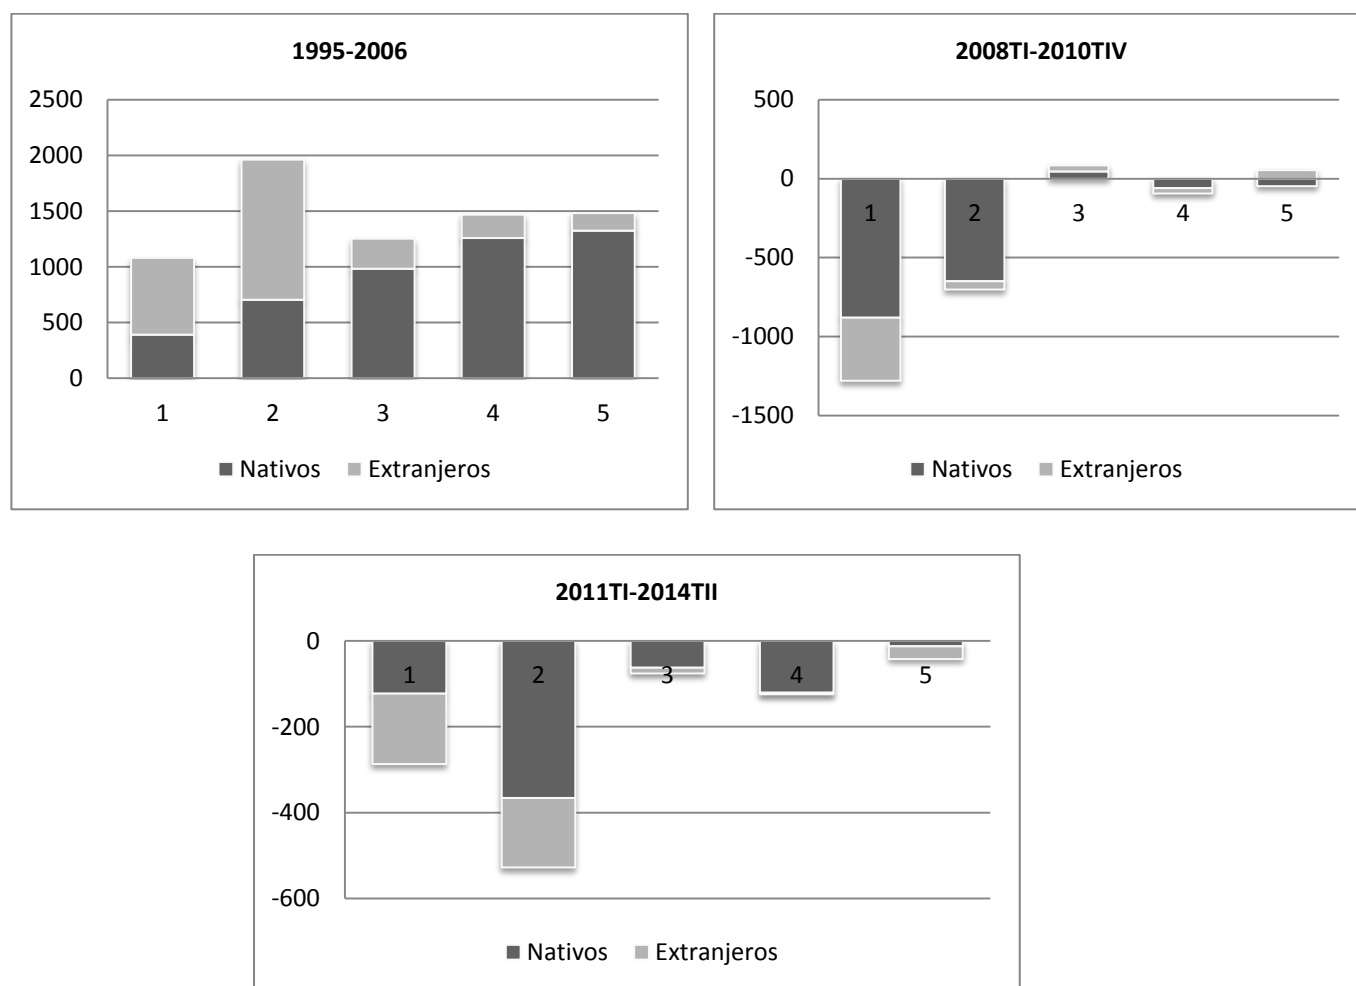 1995-2006
2500
2000
1500
1000
500
0
1 2 3 4 5
Nativos Extranjeros
2008TI-2010TIV
500
0
-500
-1000
-1500
1 2 3 4 5
Nativos Extranjeros
2011TI-2014TII
0
-200
-400
-600
1 2 3 4 5
Nativos Extranjeros